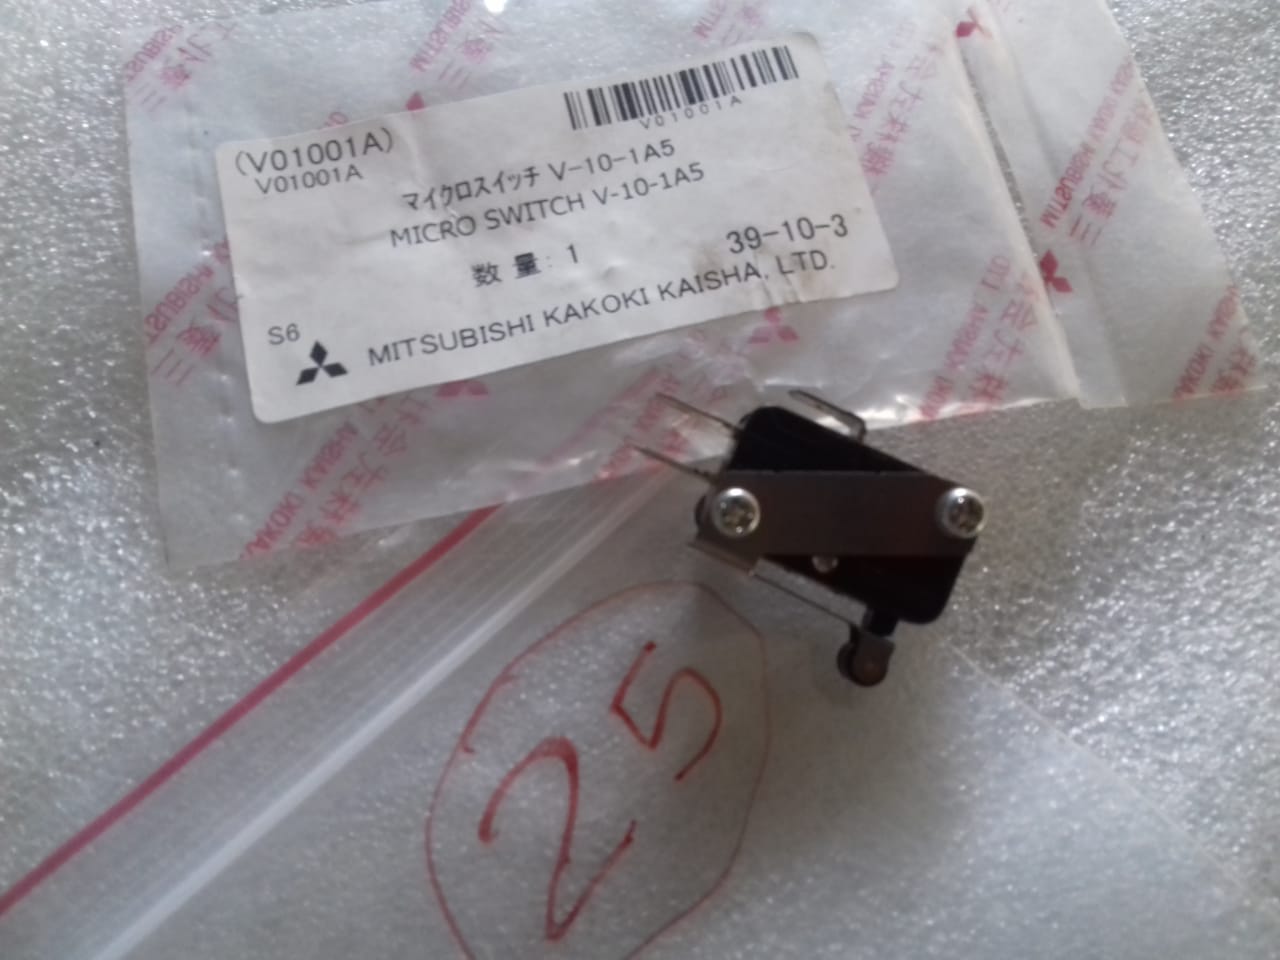 V01001A
(V01001A)
V01001A
マイクロスイッチ V-10-1A5
MICRO SWITCH V-10-1A5
数 量: 1
39-10-3
S6
MITSUBISHI KAKOKI KAISHA, LTD.
25